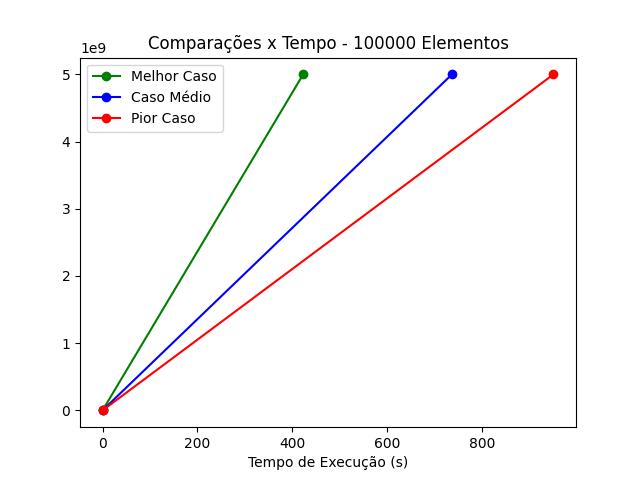 Comparações x Tempo - 100000 Elementos
1e9
Melhor Caso
Caso Médio
Pior Caso
5
4
3
2
1
0
0 200 400 600 800
Tempo de Execução (s)